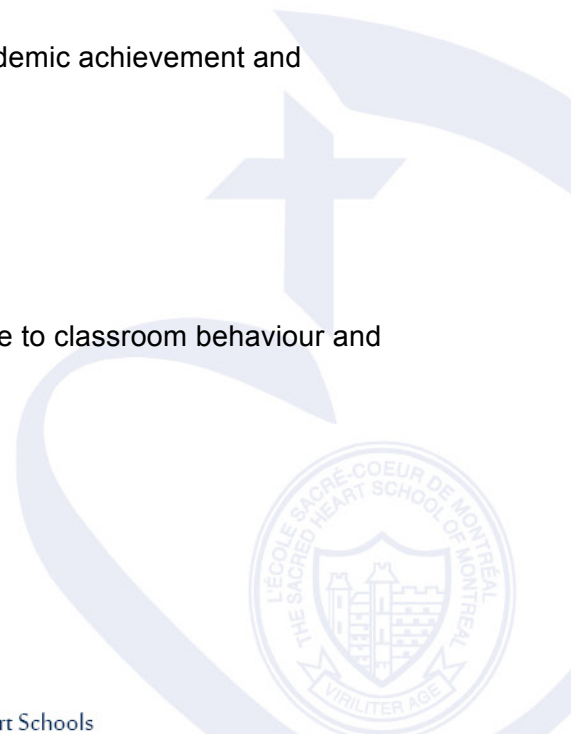 demic achievement and
e to classroom behaviour and
L'ÉCOLE SACRÉ-COEUR DE MONTRÉAL
THE SACRED HEART SCHOOL OF MONTREAL
VIRILITER AGE
rt Schools